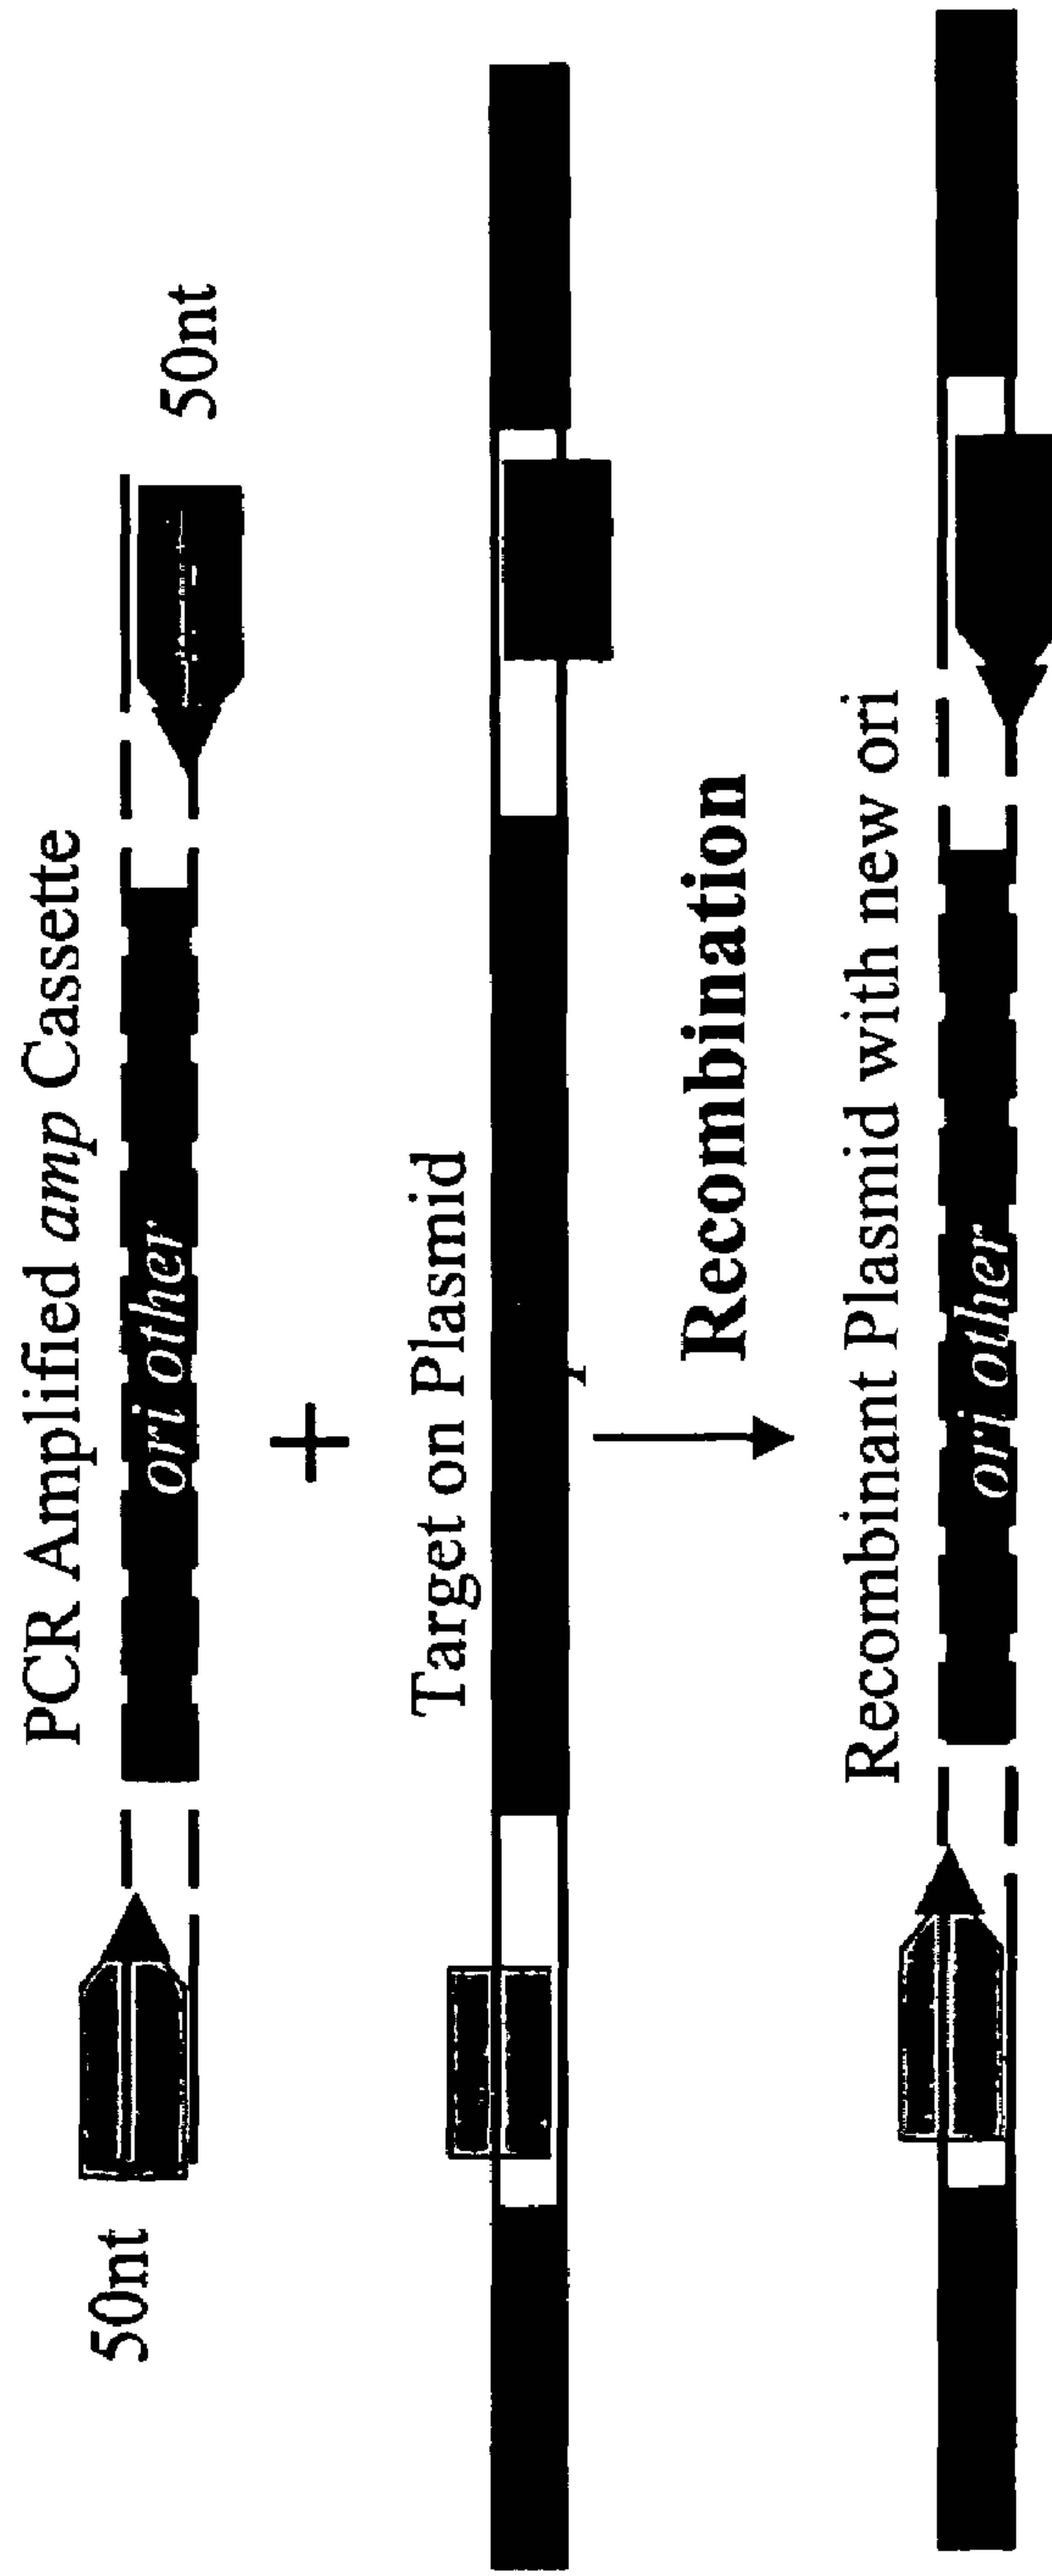 PCR Amplified amp Cassette
50nt
ori other
50nt
+
Target on Plasmid
Recombination
Recombinant Plasmid with new ori
ori other